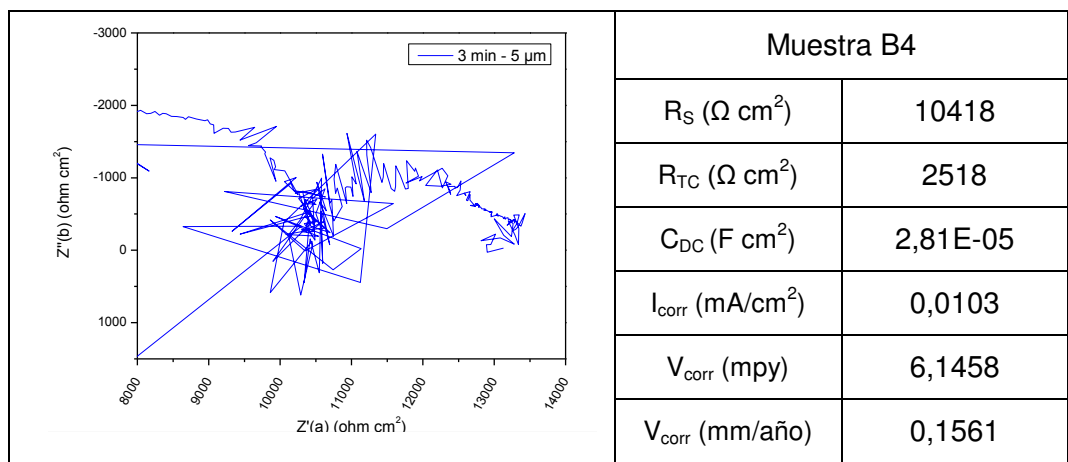 -3000
-2000
-1000
0
1000
Z''(b) (ohm cm²)
3 min - 5 µm
8000
9000
10000
11000
12000
13000
14000
Z'(a) (ohm cm²)
Muestra B4
R_S (Ω cm²) 10418
R_TC (Ω cm²) 2518
C_DC (F cm²) 2,81E-05
I_corr (mA/cm²) 0,0103
V_corr (mpy) 6,1458
V_corr (mm/año) 0,1561